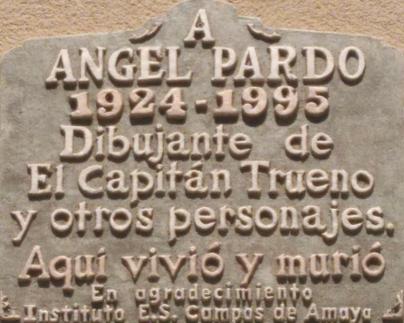 A
ANGEL PARDO
1924-1995
Dibujante de
El Capitán Trueno
y otros personajes.
Aquí vivió y murió
En agradecimiento
Instituto E.S. Campas de Amaya